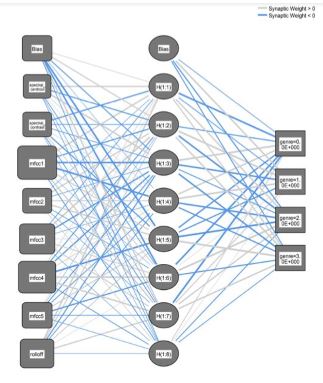 Synaptic Weight > 0
Synaptic Weight < 0
Bias
Bias
spectral_
centroid
H(1:1)
spectral_
contrast
H(1:2)
genre=0.
0E+000
mfcc1
H(1:3)
genre=1.
0E+000
mfcc2
H(1:4)
genre=2.
0E+000
mfcc3
H(1:5)
genre=3.
0E+000
mfcc4
H(1:6)
mfcc5
H(1:7)
rolloff
H(1:8)